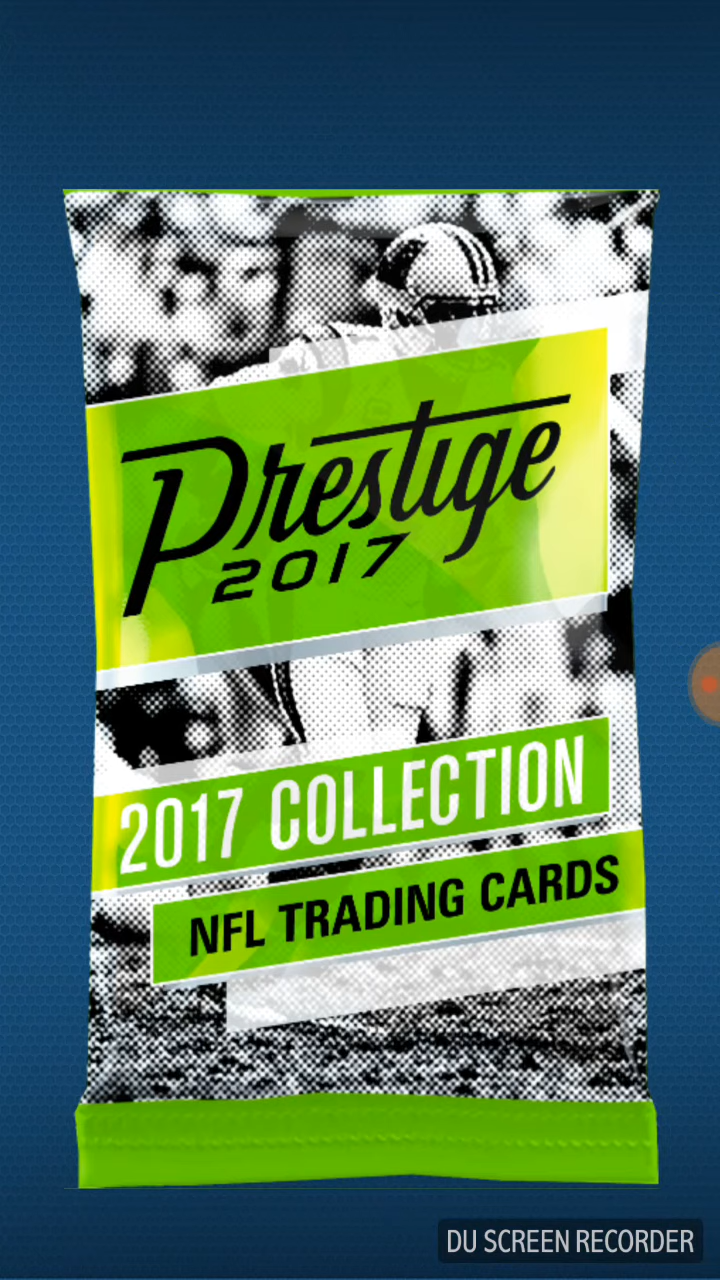 Prestige
2017
2017 COLLECTION
NFL TRADING CARDS
DU SCREEN RECORDER